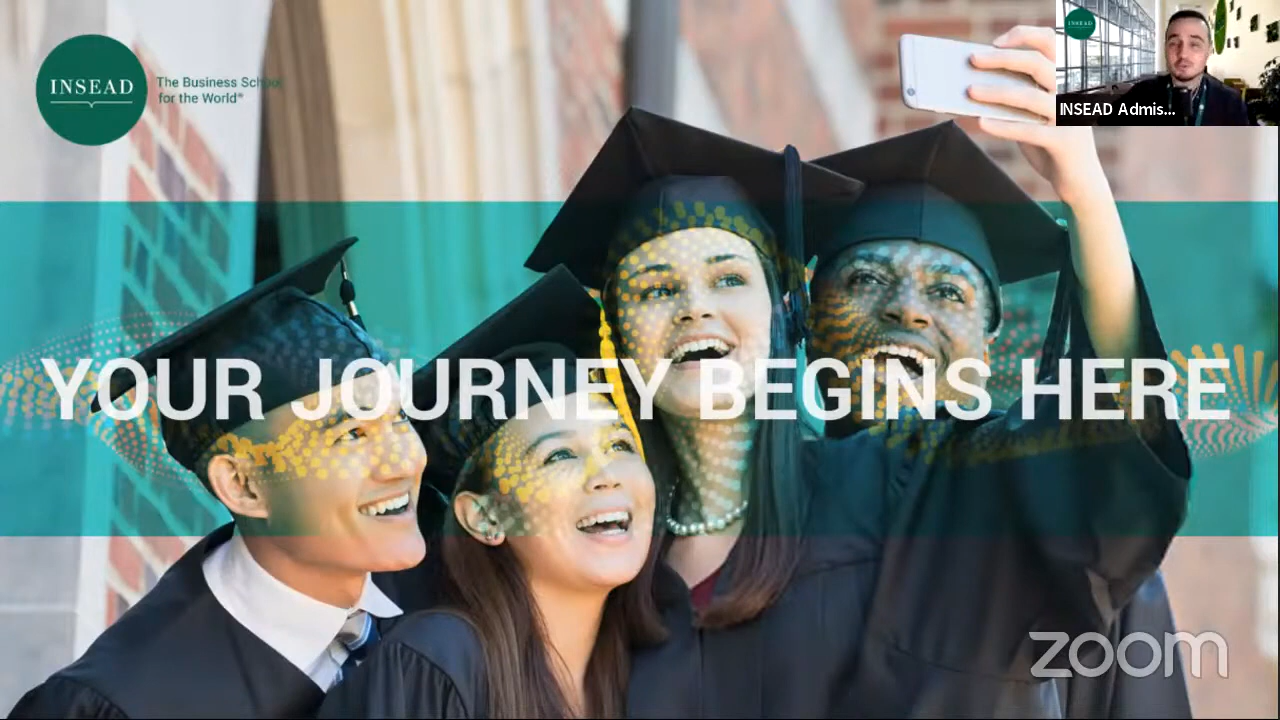 INSEAD
The Business School
for the World®
INSEAD
INSEAD Admis...
YOUR JOURNEY BEGINS HERE
zoom